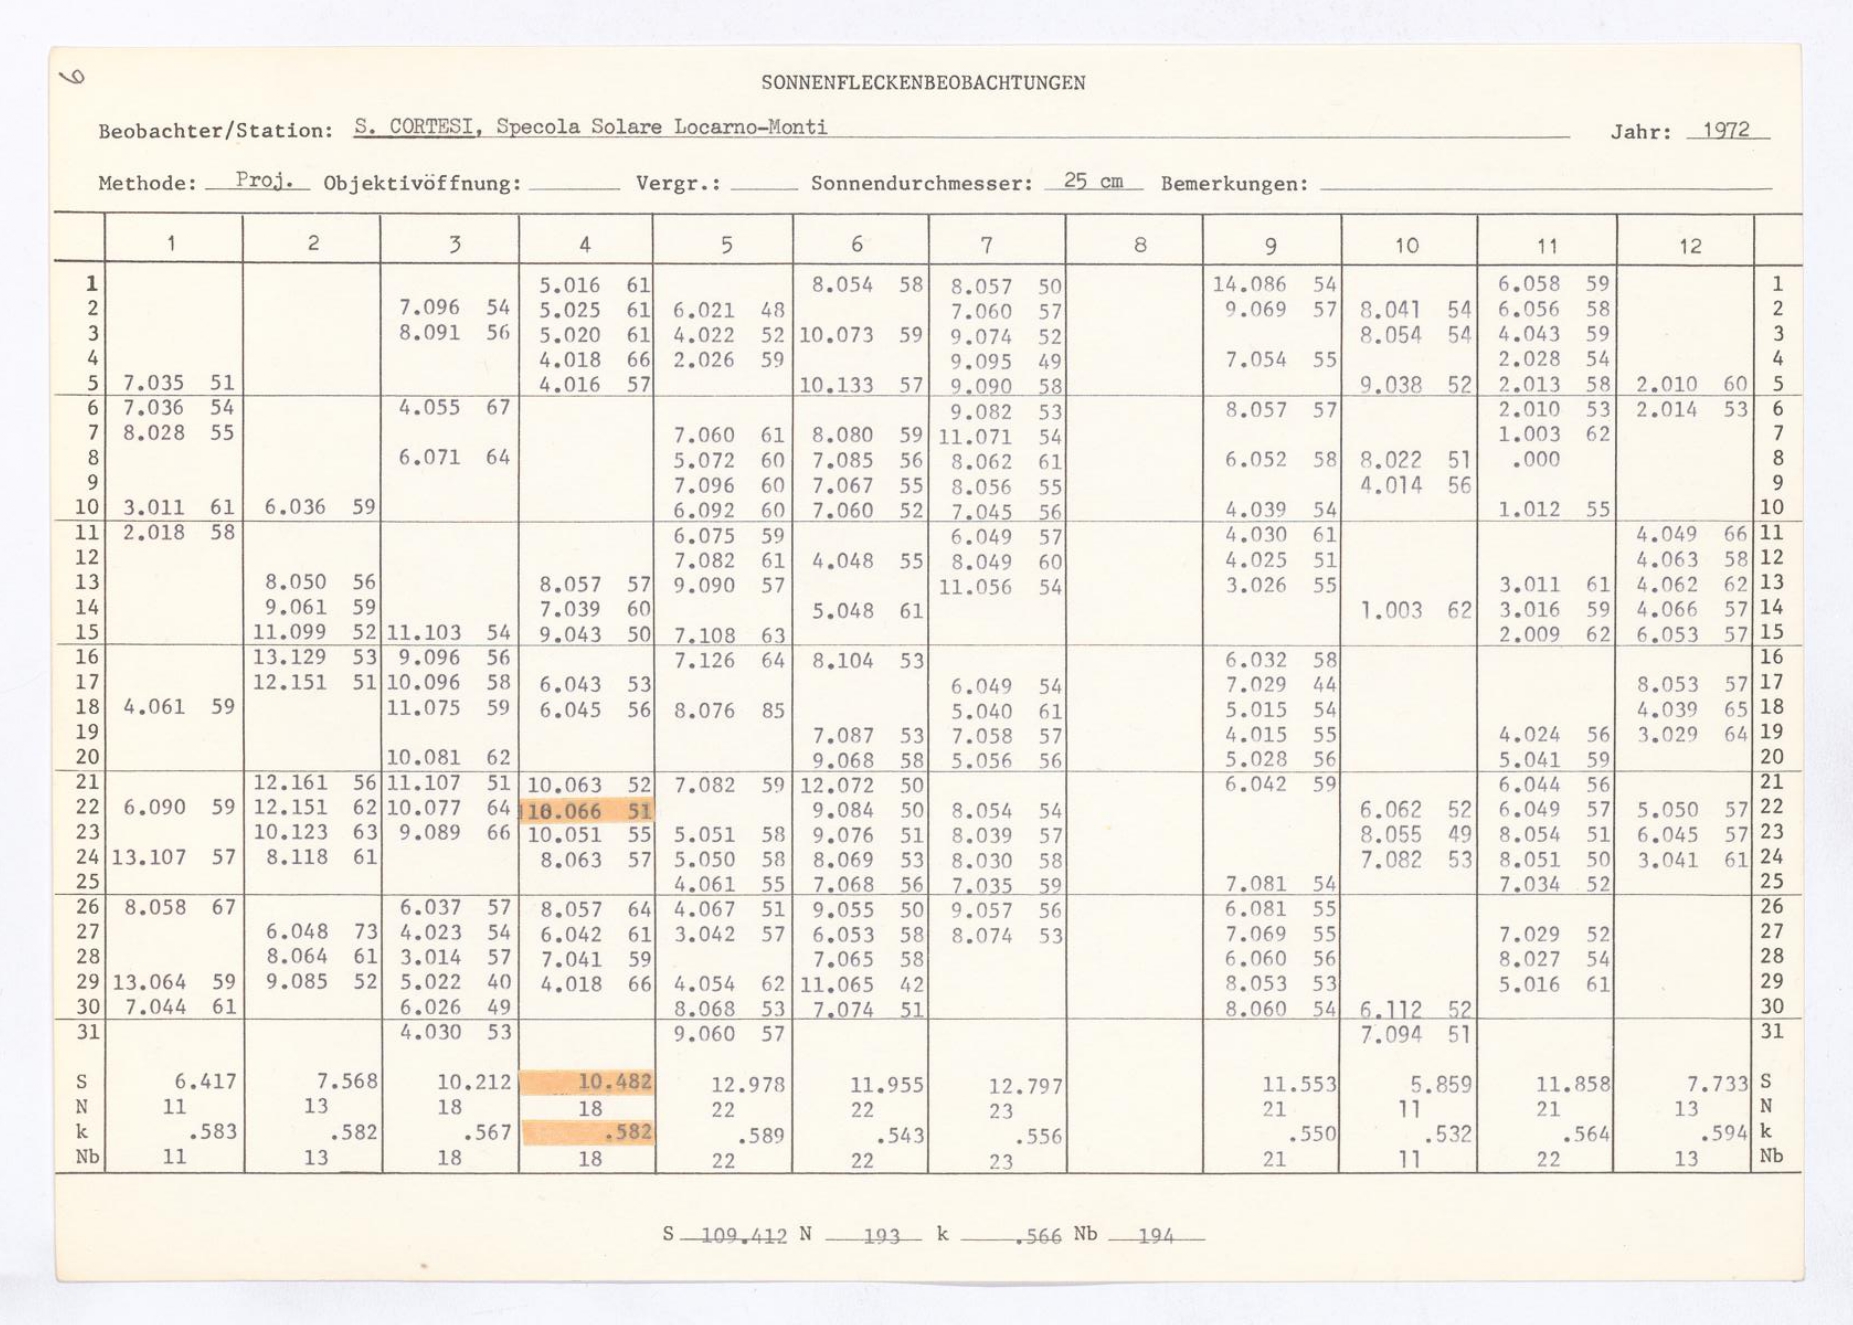 6
SONNENFLECKENBEOBACHTUNGEN
Beobachter/Station: S. CORTESI, Specola Solare Locarno-Monti Jahr: 1972
Methode: Proj. Objektivöffnung: Vergr.: Sonnendurchmesser: 25 cm Bemerkungen:
1 2 3 4 5 6 7 8 9 10 11 12
1 5.016 61 8.054 58 8.057 50 14.086 54 6.058 59 1
2 7.096 54 5.025 61 6.021 48 7.060 57 9.069 57 8.041 54 6.056 58 2
3 8.091 56 5.020 61 4.022 52 10.073 59 9.074 52 8.054 54 4.043 59 3
4 4.018 66 2.026 59 9.095 49 7.054 55 2.028 54 4
5 7.035 51 4.016 57 10.133 57 9.090 58 9.038 52 2.013 58 2.010 60 5
6 7.036 54 4.055 67 9.082 53 8.057 57 2.010 53 2.014 53 6
7 8.028 55 7.060 61 8.080 59 11.071 54 1.003 62 7
8 6.071 64 5.072 60 7.085 56 8.062 61 6.052 58 8.022 51 .000 8
9 7.096 60 7.067 55 8.056 55 4.014 56 9
10 3.011 61 6.036 59 6.092 60 7.060 52 7.045 56 4.039 54 1.012 55 10
11 2.018 58 6.075 59 6.049 57 4.030 61 4.049 66 11
12 7.082 61 4.048 55 8.049 60 4.025 51 4.063 58 12
13 8.050 56 8.057 57 9.090 57 11.056 54 3.026 55 3.011 61 4.062 62 13
14 9.061 59 7.039 60 5.048 61 1.003 62 3.016 59 4.066 57 14
15 11.099 52 11.103 54 9.043 50 7.108 63 2.009 62 6.053 57 15
16 13.129 53 9.096 56 7.126 64 8.104 53 6.032 58 16
17 12.151 51 10.096 58 6.043 53 6.049 54 7.029 44 8.053 57 17
18 4.061 59 11.075 59 6.045 56 8.076 85 5.040 61 5.015 54 4.039 65 18
19 7.087 53 7.058 57 4.015 55 4.024 56 3.029 64 19
20 10.081 62 9.068 58 5.056 56 5.028 56 5.041 59 20
21 12.161 56 11.107 51 10.063 52 7.082 59 12.072 50 6.042 59 6.044 56 21
22 6.090 59 12.151 62 10.077 64 10.066 51 9.084 50 8.054 54 6.062 52 6.049 57 5.050 57 22
23 10.123 63 9.089 66 10.051 55 5.051 58 9.076 51 8.039 57 8.055 49 8.054 51 6.045 57 23
24 13.107 57 8.118 61 8.063 57 5.050 58 8.069 53 8.030 58 7.082 53 8.051 50 3.041 61 24
25 4.061 55 7.068 56 7.035 59 7.081 54 7.034 52 25
26 8.058 67 6.037 57 8.057 64 4.067 51 9.055 50 9.057 56 6.081 55 26
27 6.048 73 4.023 54 6.042 61 3.042 57 6.053 58 8.074 53 7.069 55 7.029 52 27
28 8.064 61 3.014 57 7.041 59 7.065 58 6.060 56 8.027 54 28
29 13.064 59 9.085 52 5.022 40 4.018 66 4.054 62 11.065 42 8.053 53 5.016 61 29
30 7.044 61 6.026 49 8.068 53 7.074 51 8.060 54 6.112 52 30
31 4.030 53 9.060 57 7.094 51 31
S 6.417 7.568 10.212 10.482 12.978 11.955 12.797 11.553 5.859 11.858 7.733 S
N 11 13 18 18 22 22 23 21 11 21 13 N
k .583 .582 .567 .582 .589 .543 .556 .550 .532 .564 .594 k
Nb 11 13 18 18 22 22 23 21 11 22 13 Nb
S 109.412 N 193 k .566 Nb 194